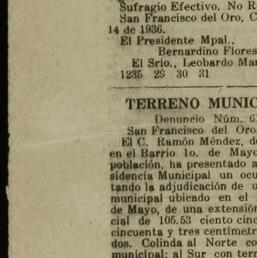 Sufragio Efectivo. No R
San Francisco del Oro, C
14 de 1936.
El Presidente Mpal.,
Bernardino Flores
El Srio., Leobardo Mar
1235 29 30 31
TERRENO MUNIC
Denuncio Núm. 6
San Francisco del Oro
El C. Ramón Méndez, de
en el Barrio 1o. de Mayo
población, ha presentado a
sidencia Municipal un ocu
tando la adjudicación de u
municipal ubicado en el
de Mayo, de una extensión
cial de 105.53 ciento cinc
cincuenta y tres centímetr
dos. Colinda al Norte co
municipal; al Sur con terr